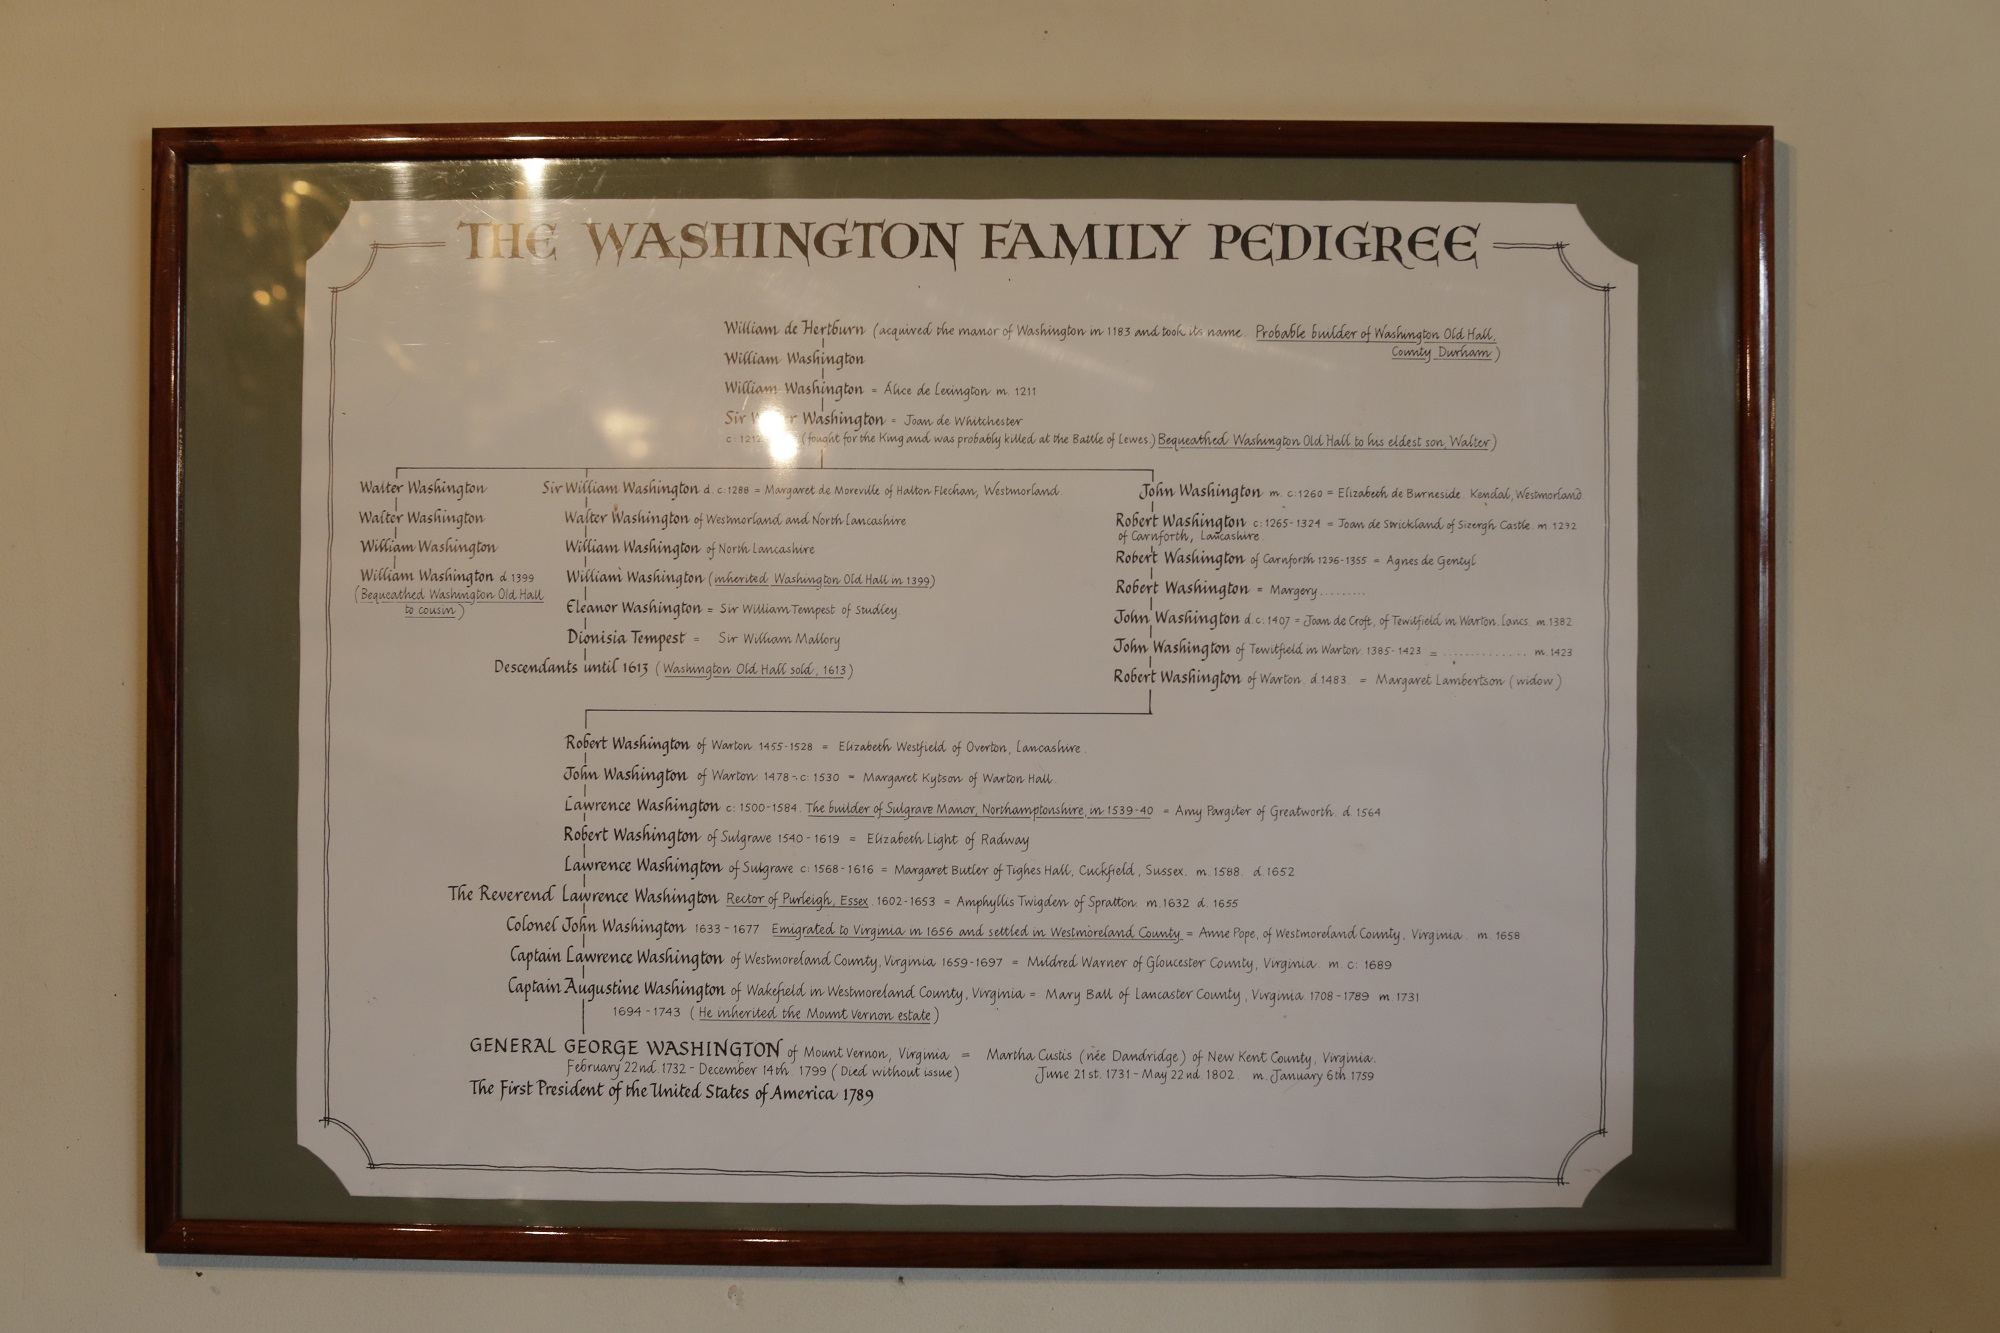 THE WASHINGTON FAMILY PEDIGREE
William de Hertburn (acquired the manor of Washington in 1183 and took its name. Probable builder of Washington Old Hall,
County Durham)
William Washington
William Washington = Alice de Lexington m. 1211
Sir Washington = Joan de Whitchester
(fought for the King and was probably killed at the Battle of Lewes.) Bequeathed Washington Old Hall to his eldest son, Walter)
Walter Washington
Walter Washington
William Washington
William Washington d 1399
(Bequeathed Washington Old Hall
to cousin)
Sir William Washington d. c:1288 = Margaret de Moreville of Halton Flechan, Westmorland
Walter Washington of Westmorland and North Lancashire
William Washington of North Lancashire
William Washington (inherited Washington Old Hall in 1399)
Eleanor Washington = Sir William Tempest of Studley
Dionisia Tempest = Sir William Mallory
Descendants until 1613 (Washington Old Hall sold, 1613)
John Washington m. c:1260 = Elizabeth de Burneside. Kendal, Westmorland
Robert Washington c:1265-1324 = Joan de Strickland of Sizergh Castle. m. 1292
of Carnforth, Lancashire.
Robert Washington of Carnforth 1296-1355 = Agnes de Gentyl
Robert Washington = Margery.........
John Washington d.c:1407 = Joan de Croft, of Tewitfield in Warton, Lancs. m.1382
John Washington of Tewitfield in Warton. 1385-1423 = ............. m.1423
Robert Washington of Warton. d 1483. = Margaret Lambertson (widow)
Robert Washington of Warton. 1455-1528 = Elizabeth Westfield of Overton, Lancashire.
John Washington of Warton. 1478-c: 1530 = Margaret Kytson of Warton Hall.
Lawrence Washington c: 1500-1584. The builder of Sulgrave Manor, Northamptonshire, in 1539-40 = Amy Pargiter of Greatworth. d. 1564
Robert Washington of Sulgrave 1540-1619 = Elizabeth Light of Radway
Lawrence Washington of Sulgrave c: 1568-1616 = Margaret Butler of Tighes Hall, Cuckfield, Sussex. m. 1588. d. 1652
The Reverend Lawrence Washington Rector of Purleigh, Essex. 1602-1653 = Amphyllis Twigden of Spratton. m. 1632 d. 1655
Colonel John Washington 1633-1677 Emigrated to Virginia in 1656 and settled in Westmoreland County = Anne Pope, of Westmoreland County, Virginia. m. 1658
Captain Lawrence Washington of Westmoreland County, Virginia 1659-1697 = Mildred Warner of Gloucester County, Virginia. m. c: 1689
Captain Augustine Washington of Wakefield in Westmoreland County, Virginia = Mary Ball of Lancaster County, Virginia. 1708-1789 m. 1731
1694-1743 (He inherited the Mount Vernon estate)
GENERAL GEORGE WASHINGTON of Mount Vernon, Virginia = Martha Custis (née Dandridge) of New Kent County, Virginia.
February 22nd. 1732 - December 14th. 1799 (Died without issue) June 21st. 1731 - May 22nd. 1802. m. January 6th 1759
The First President of the United States of America 1789